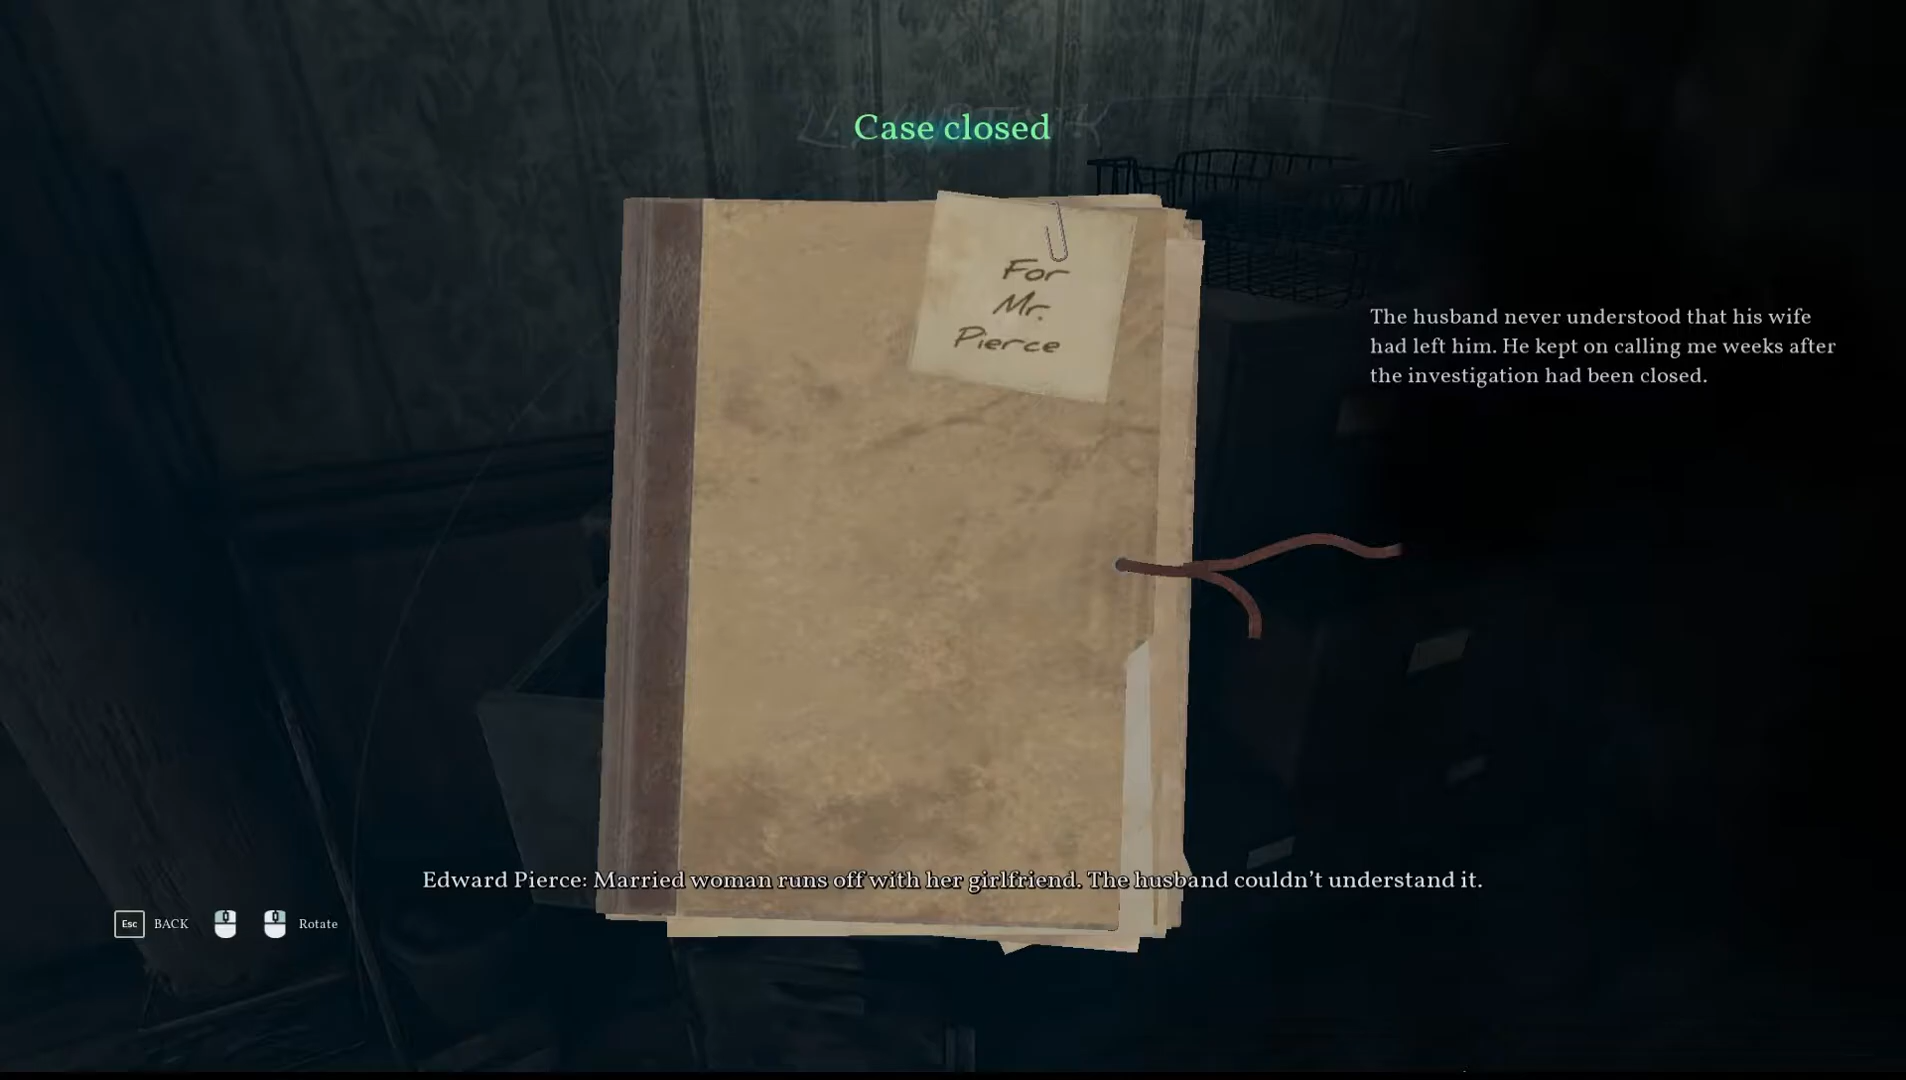 Case closed
For
Mr.
Pierce
The husband never understood that his wife
had left him. He kept on calling me weeks after
the investigation had been closed.
Edward Pierce: Married woman runs off with her girlfriend. The husband couldn't understand it.
Esc BACK Rotate